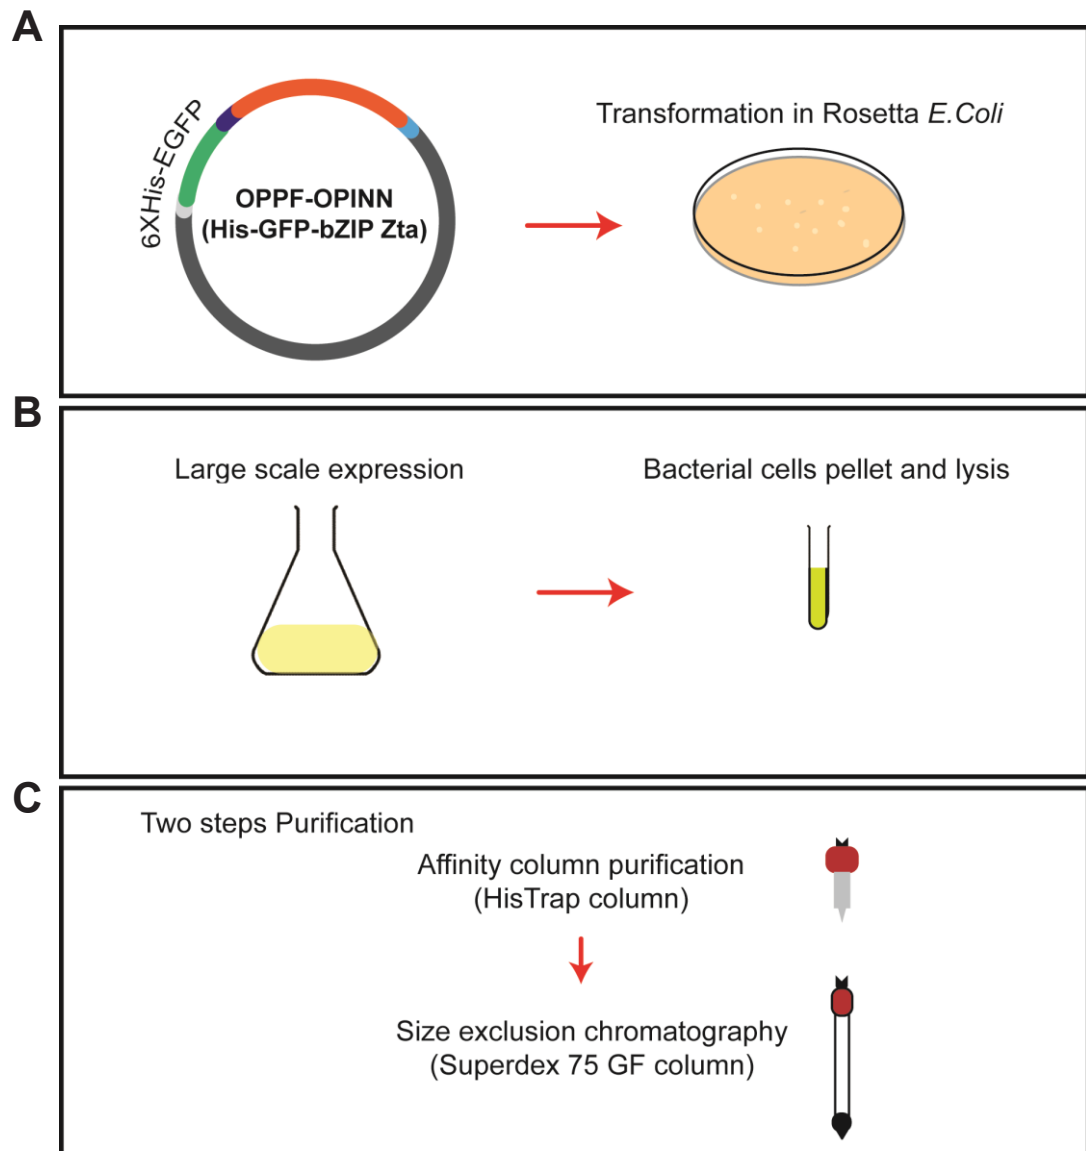 A
6XHis-EGFP
OPPF-OPINN
(His-GFP-bZIP Zta)
Transformation in Rosetta E.Coli
B
Large scale expression
Bacterial cells pellet and lysis
C
Two steps Purification
Affinity column purification
(HisTrap column)
Size exclusion chromatography
(Superdex 75 GF column)